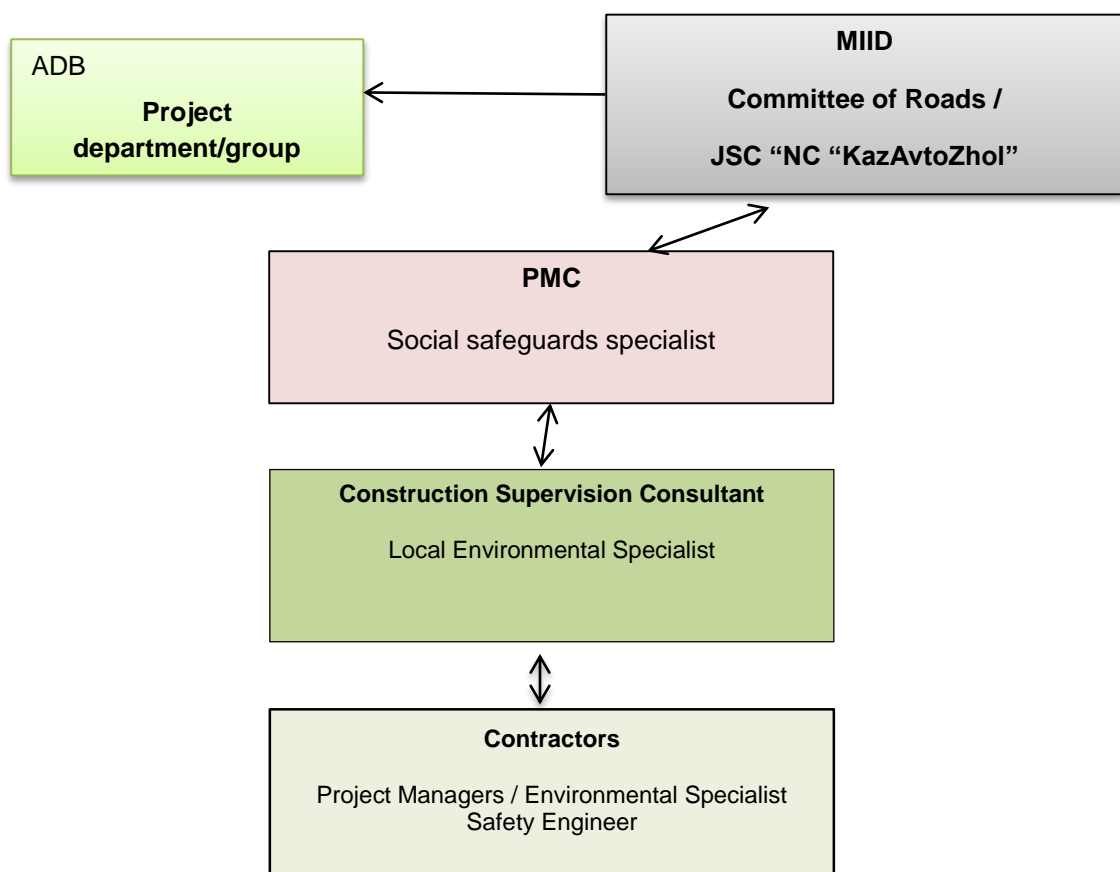 ADB
Project
department/group
MIID
Committee of Roads /
JSC “NC “KazAvtoZhol”
PMC
Social safeguards specialist
Construction Supervision Consultant
Local Environmental Specialist
Contractors
Project Managers / Environmental Specialist
Safety Engineer